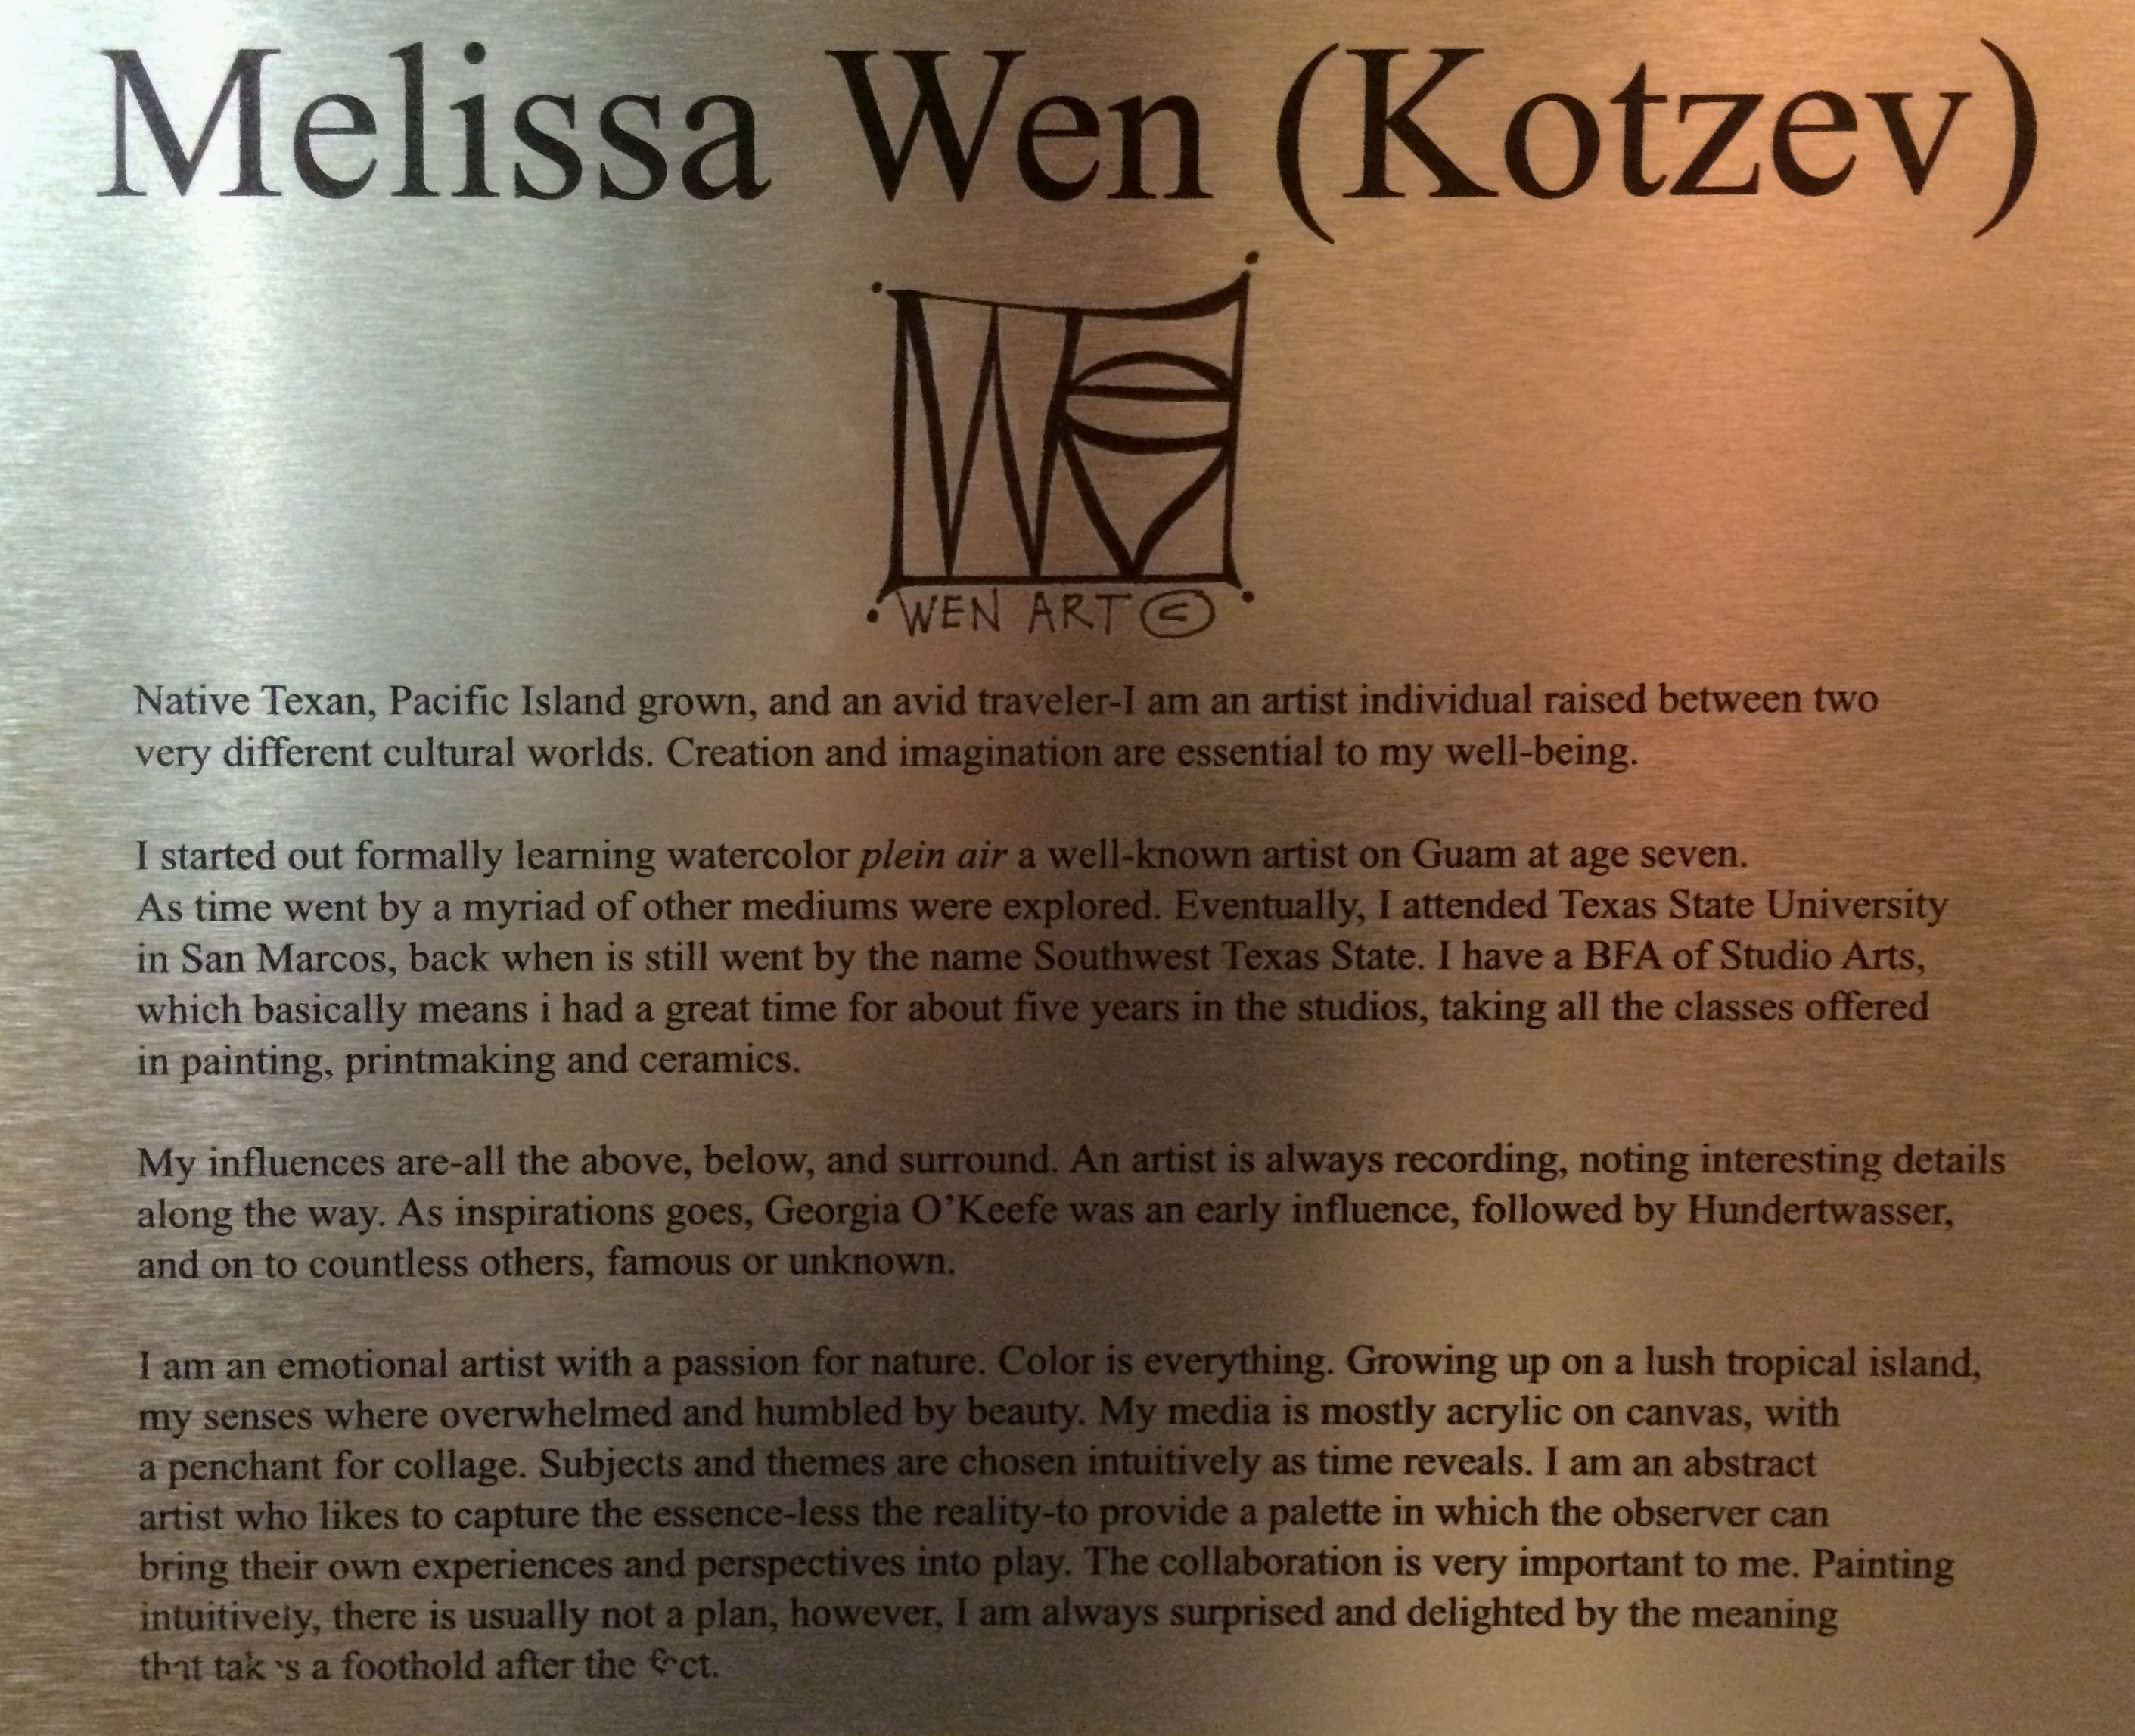 Melissa Wen (Kotzev)
WEN ART ©
Native Texan, Pacific Island grown, and an avid traveler-I am an artist individual raised between two
very different cultural worlds. Creation and imagination are essential to my well-being.
I started out formally learning watercolor plein air a well-known artist on Guam at age seven.
As time went by a myriad of other mediums were explored. Eventually, I attended Texas State University
in San Marcos, back when is still went by the name Southwest Texas State. I have a BFA of Studio Arts,
which basically means i had a great time for about five years in the studios, taking all the classes offered
in painting, printmaking and ceramics.
My influences are-all the above, below, and surround. An artist is always recording, noting interesting details
along the way. As inspirations goes, Georgia O’Keefe was an early influence, followed by Hundertwasser,
and on to countless others, famous or unknown.
I am an emotional artist with a passion for nature. Color is everything. Growing up on a lush tropical island,
my senses where overwhelmed and humbled by beauty. My media is mostly acrylic on canvas, with
a penchant for collage. Subjects and themes are chosen intuitively as time reveals. I am an abstract
artist who likes to capture the essence-less the reality-to provide a palette in which the observer can
bring their own experiences and perspectives into play. The collaboration is very important to me. Painting
intuitively, there is usually not a plan, however, I am always surprised and delighted by the meaning
that takes a foothold after the fact.